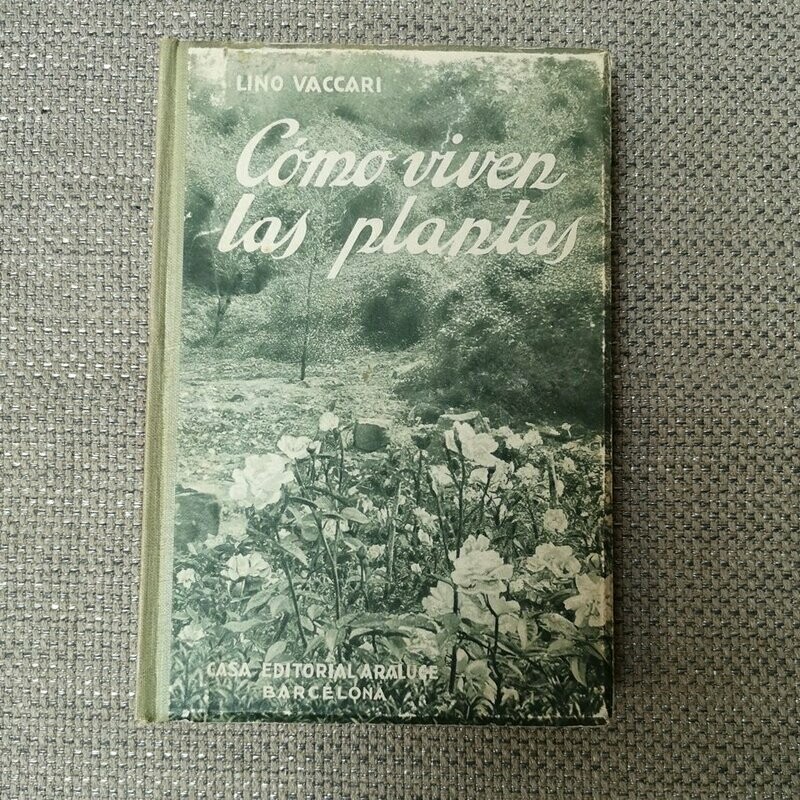 LINO VACCARI
Cómo viven
las plantas
CASA EDITORIAL ARALUCE
BARCELONA